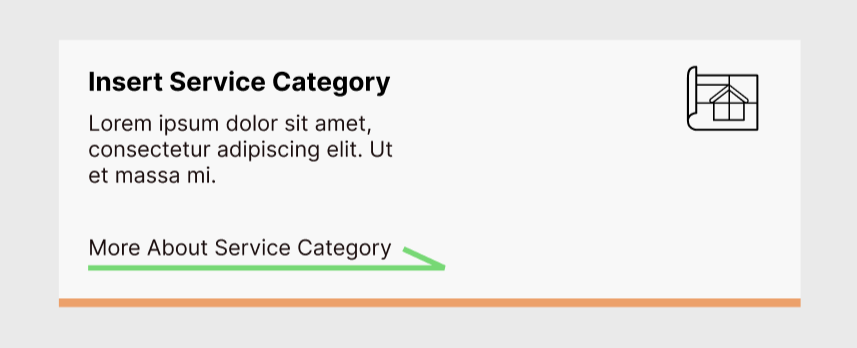 Insert Service Category
Lorem ipsum dolor sit amet,
consectetur adipiscing elit. Ut
et massa mi.
More About Service Category